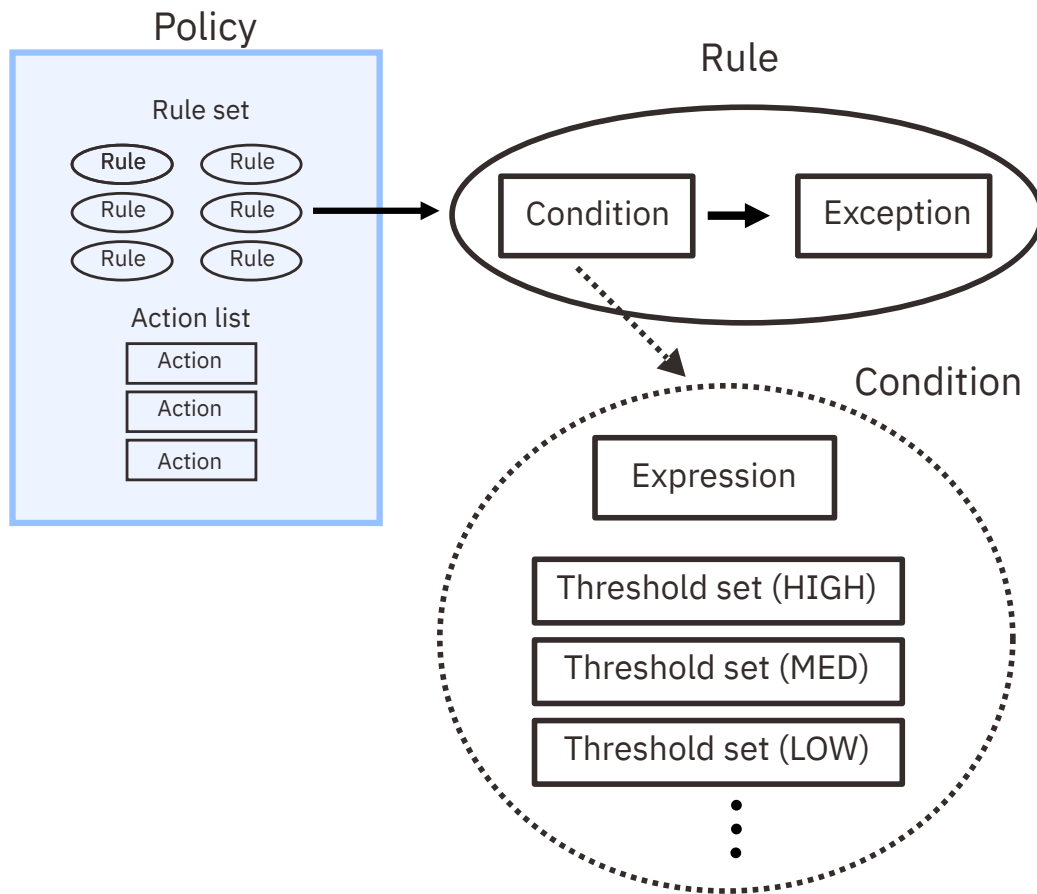 Policy
Rule set
Rule Rule
Rule Rule
Rule Rule
Action list
Action
Action
Action
Rule
Condition Exception
Condition
Expression
Threshold set (HIGH)
Threshold set (MED)
Threshold set (LOW)